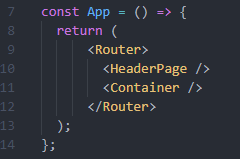 7 const App = () => {
8   return (
9       <Router>
10         <HeaderPage />
11         <Container />
12       </Router>
13   );
14 };